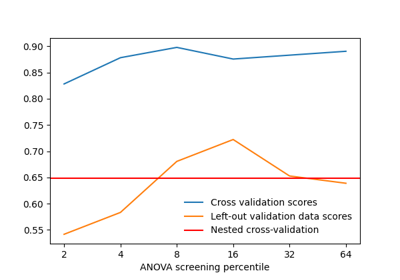 0.90
0.85
0.80
0.75
0.70
0.65
0.60
0.55
Cross validation scores
Left-out validation data scores
Nested cross-validation
2 4 8 16 32 64
ANOVA screening percentile